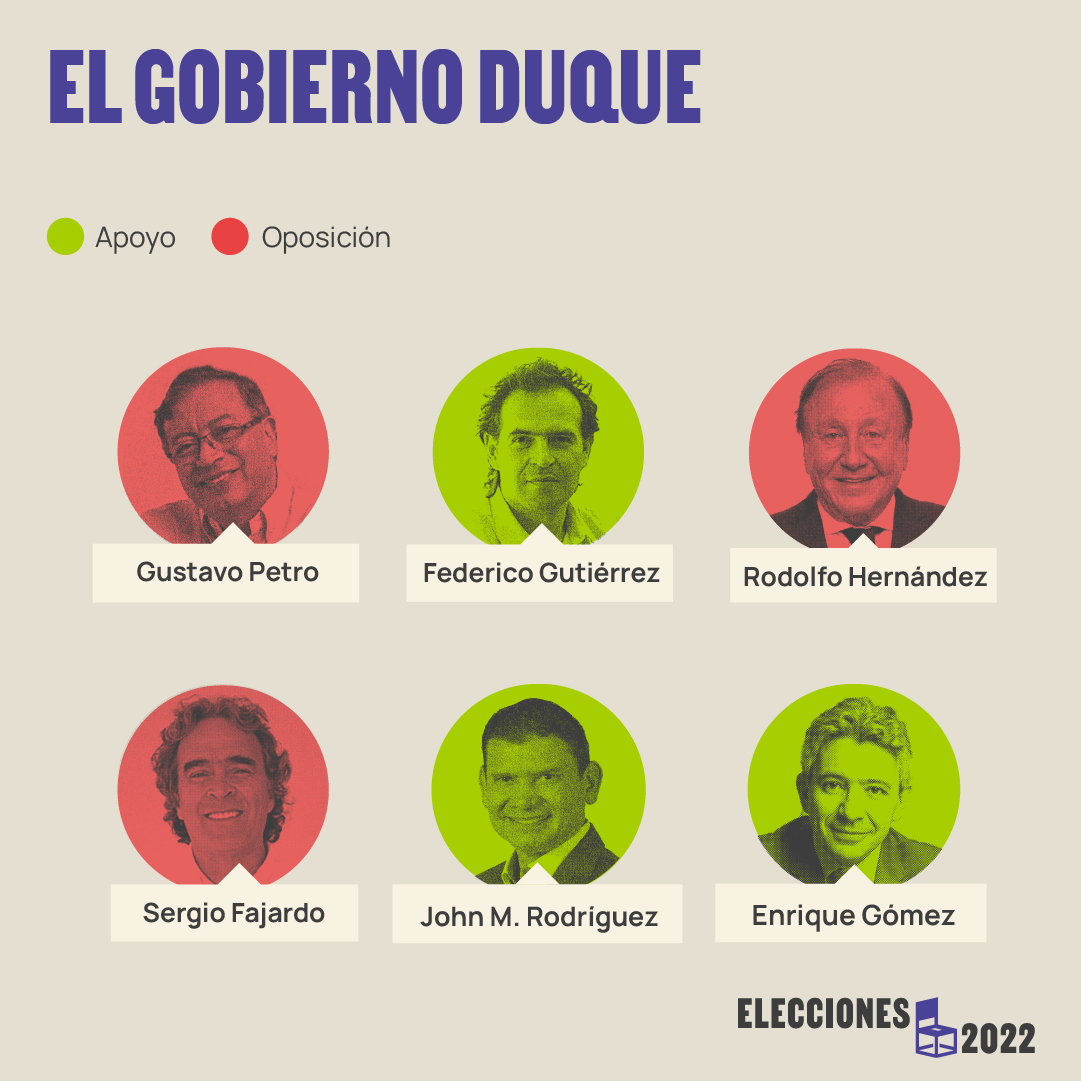 EL GOBIERNO DUQUE
Apoyo Oposición
Gustavo Petro
Federico Gutiérrez
Rodolfo Hernández
Sergio Fajardo
John M. Rodríguez
Enrique Gómez
ELECCIONES
2022